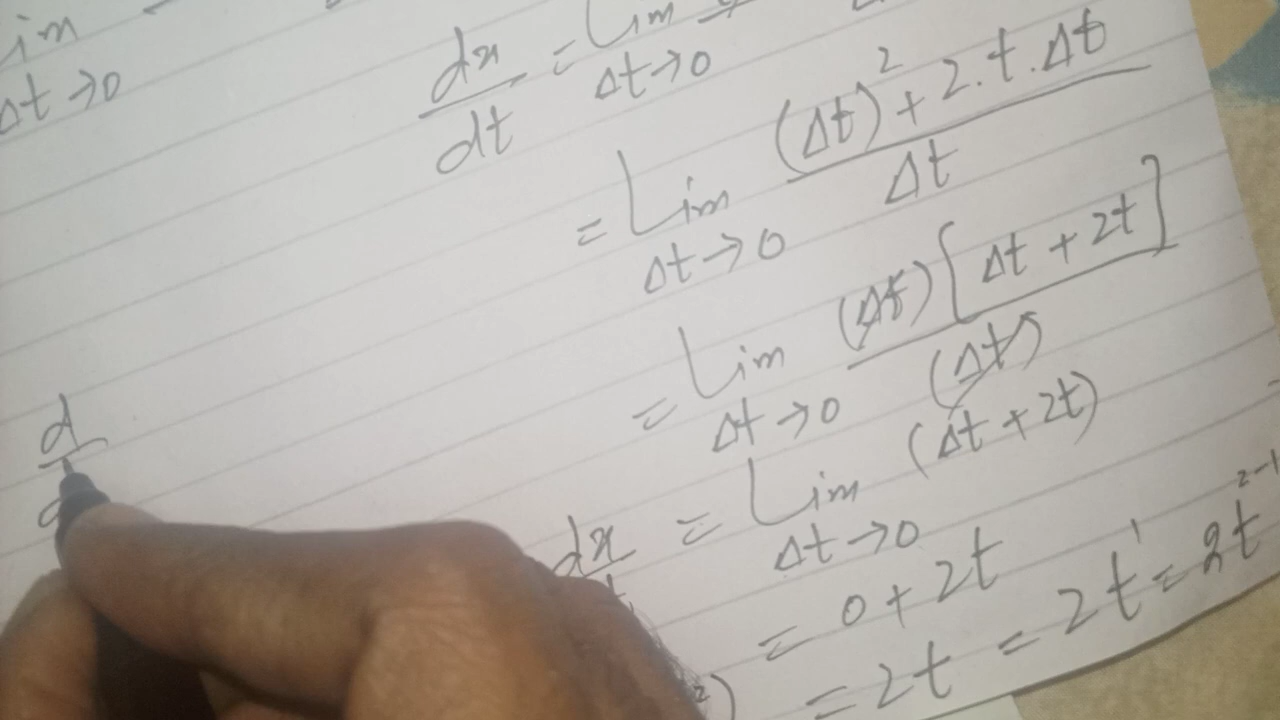 Lim
Δt→0
dx/dt = Lim
Δt→0
= Lim ((Δt)² + 2.t.Δt)/Δt
Δt→0
= Lim (Δt)[Δt + 2t]/(Δt)
Δt→0
dx = Lim (Δt + 2t)
Δt→0
= 0 + 2t
²) = 2t = 2t¹ = 2t²⁻¹
d